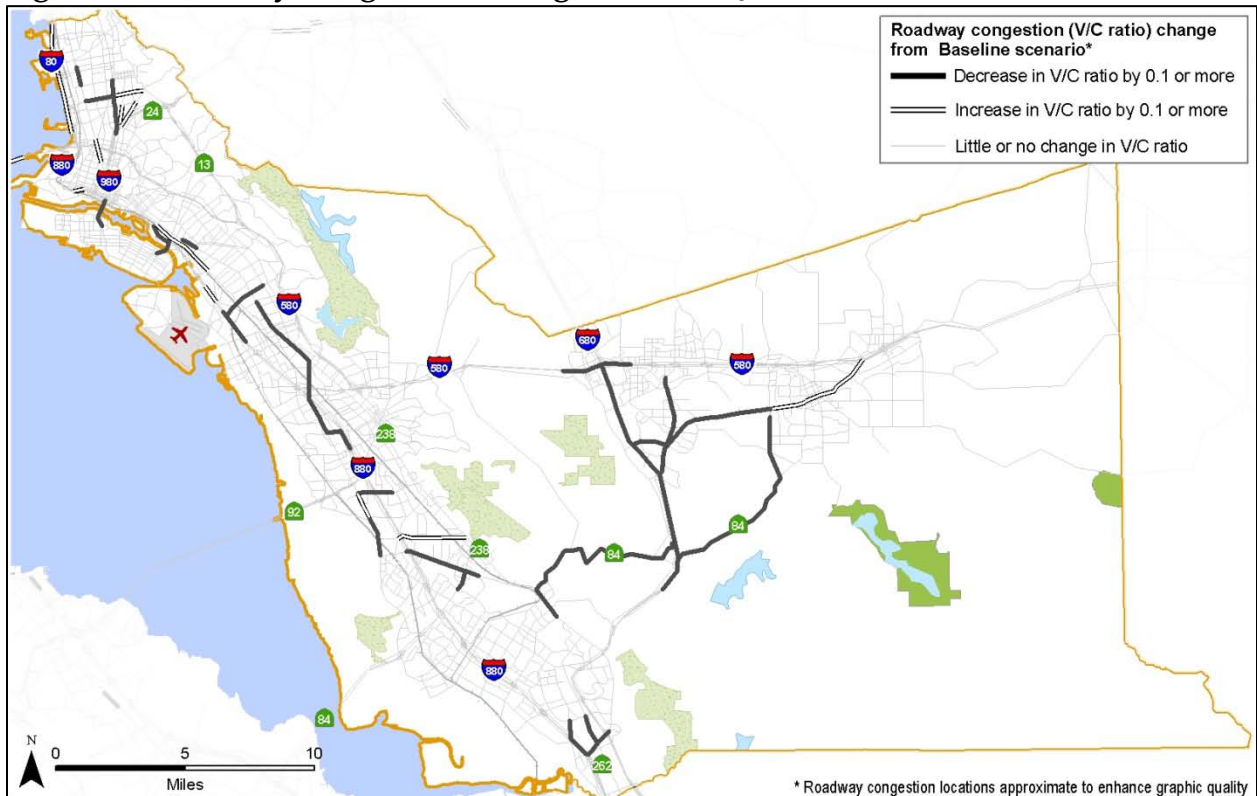 Roadway congestion (V/C ratio) change
from Baseline scenario*
Decrease in V/C ratio by 0.1 or more
Increase in V/C ratio by 0.1 or more
Little or no change in V/C ratio
80
24
13
880
980
580
680
580
580
238
880
92
238
84
84
880
84
262
N
0 5 10
Miles
* Roadway congestion locations approximate to enhance graphic quality